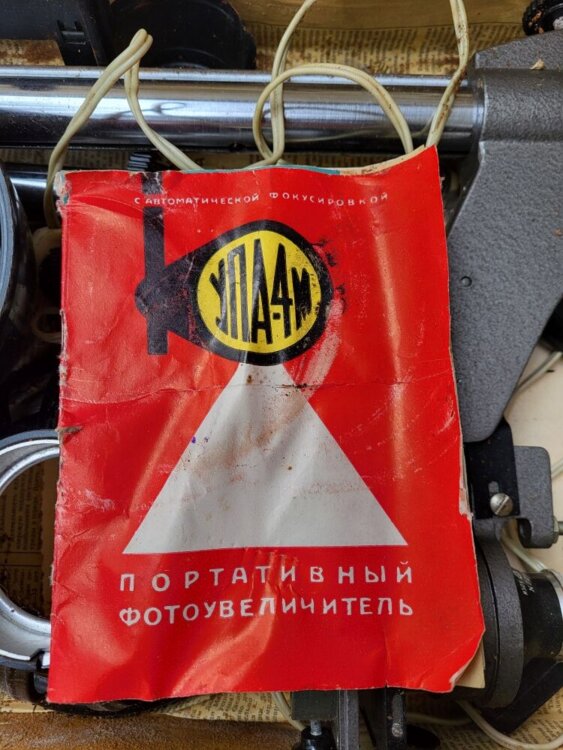 С АВТОМАТИЧЕСКОЙ ФОКУСИРОВКОЙ
УПА-4М
ПОРТАТИВНЫЙ
ФОТОУВЕЛИЧИТЕЛЬ